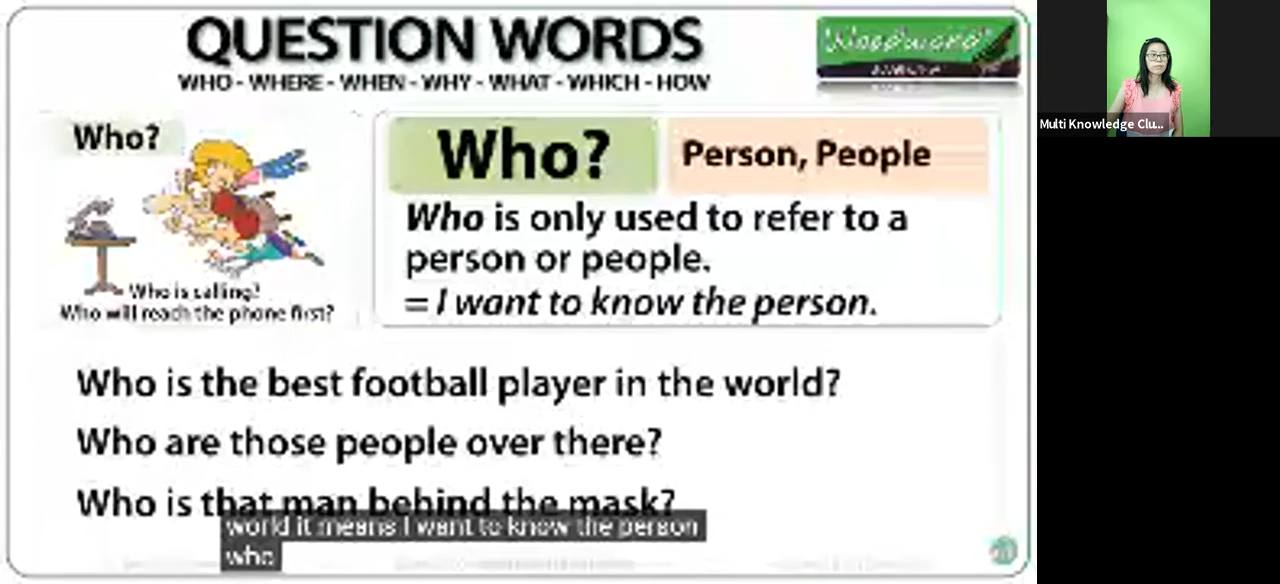 QUESTION WORDS
WHO - WHERE - WHEN - WHY - WHAT - WHICH - HOW
Woodward
Multi Knowledge Clu...
Who?
Who is calling?
Who will reach the phone first?
Who?
Person, People
Who is only used to refer to a
person or people.
= I want to know the person.
Who is the best football player in the world?
Who are those people over there?
Who is that man behind the mask?
world it means I want to know the person
who